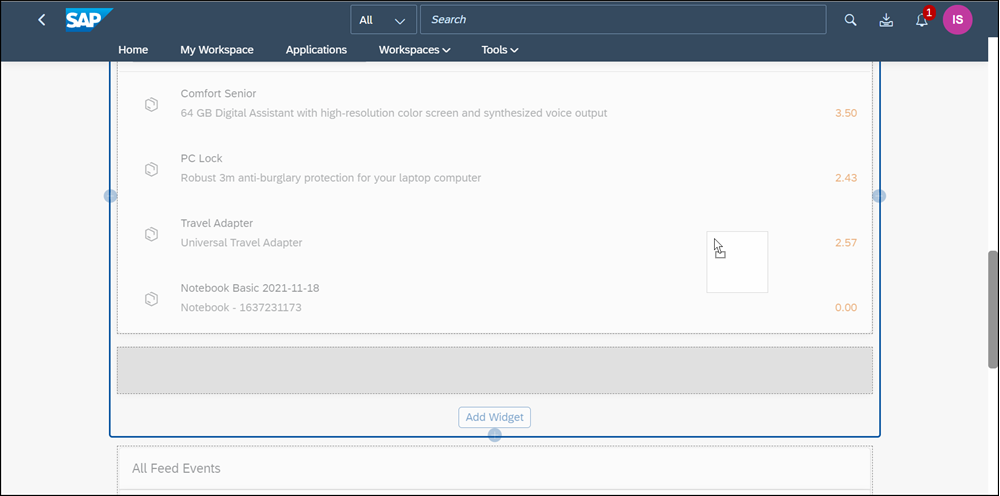 SAP
All
Search
1
IS
Home
My Workspace
Applications
Workspaces
Tools
Comfort Senior
64 GB Digital Assistant with high-resolution color screen and synthesized voice output
3.50
PC Lock
Robust 3m anti-burglary protection for your laptop computer
2.43
Travel Adapter
Universal Travel Adapter
2.57
Notebook Basic 2021-11-18
Notebook - 1637231173
0.00
Add Widget
All Feed Events